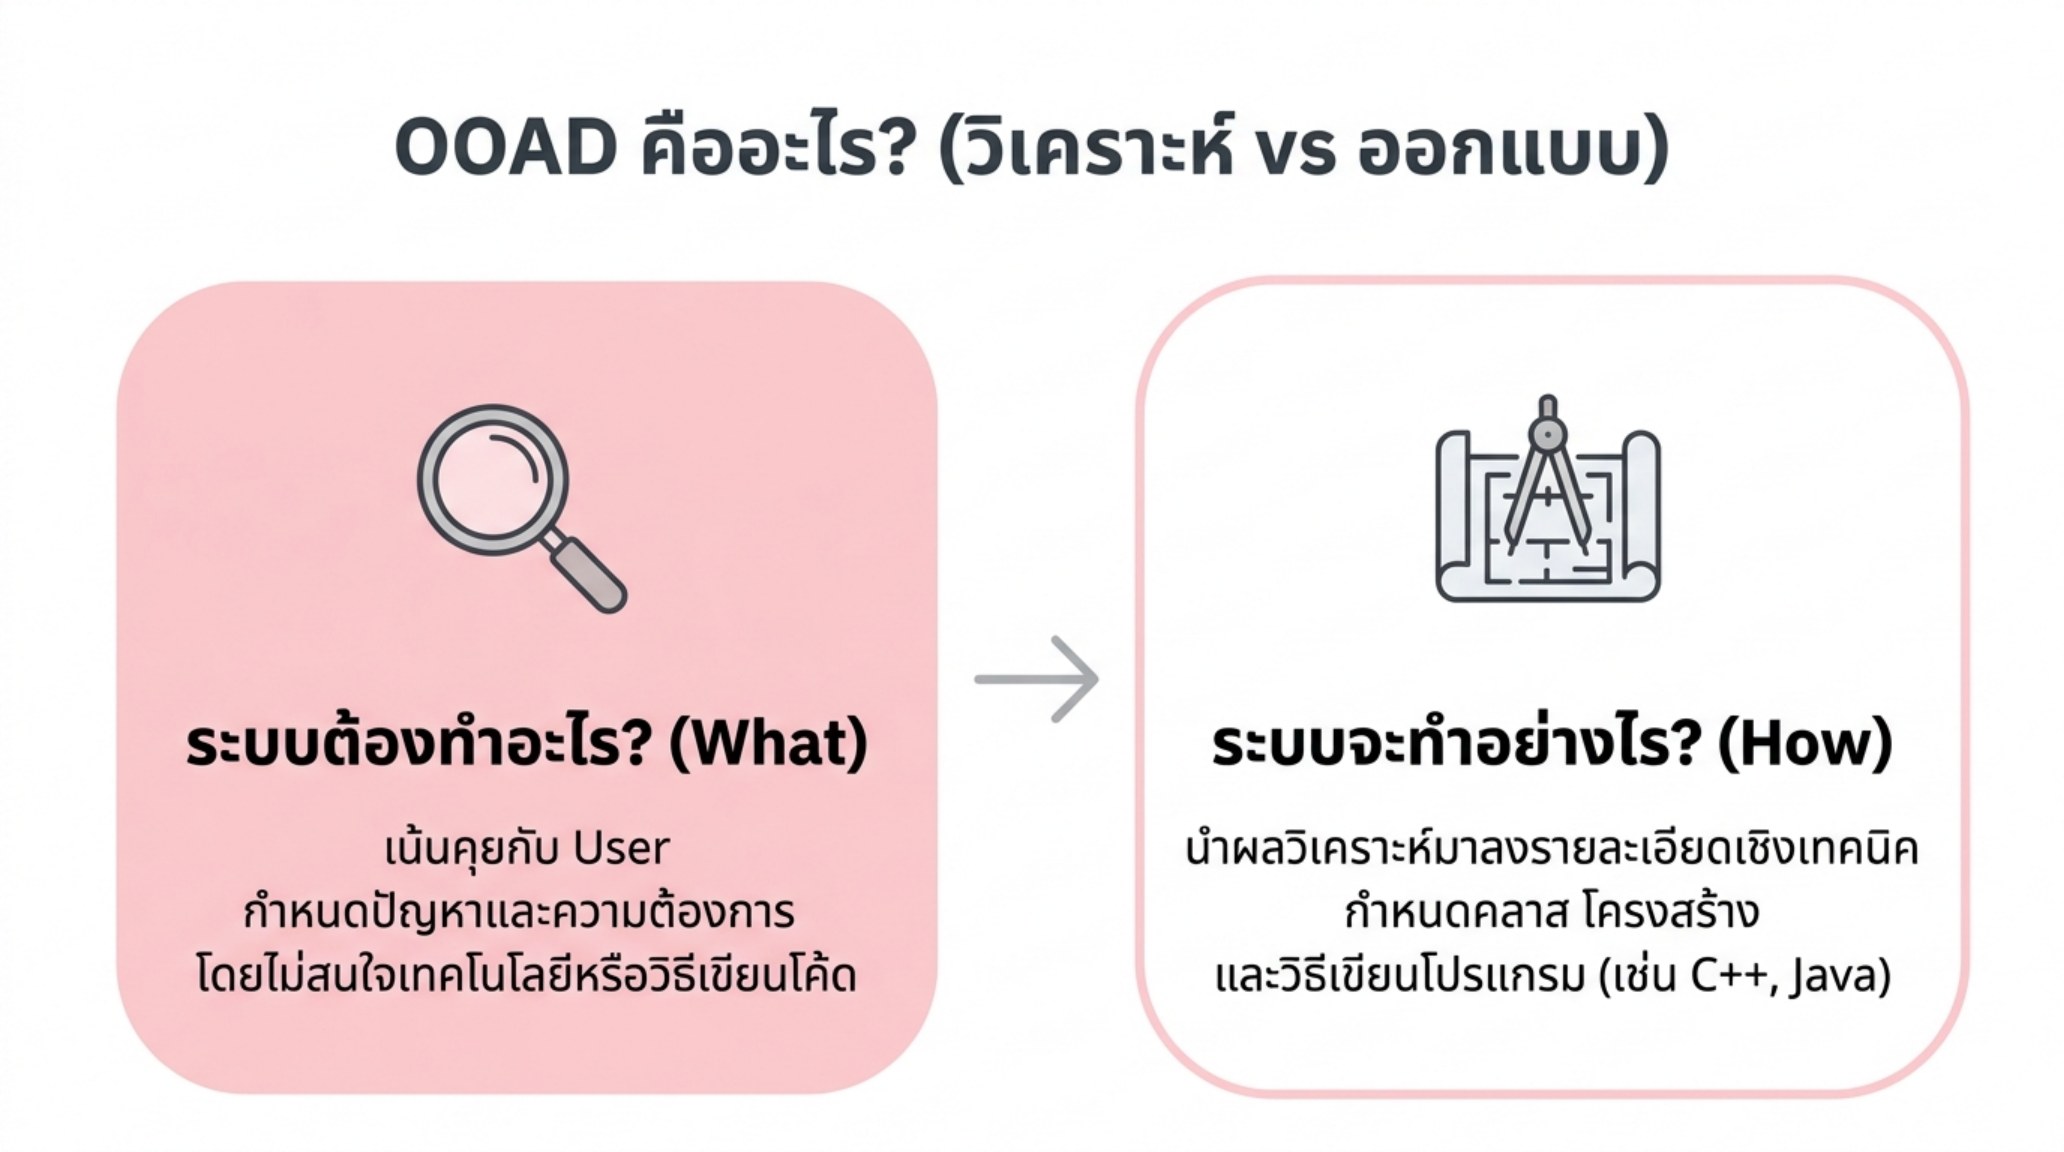 OOAD คืออะไร? (วิเคราะห์ vs ออกแบบ)
ระบบต้องทำอะไร? (What)
เน้นคุยกับ User
กำหนดปัญหาและความต้องการ
โดยไม่สนใจเทคโนโลยีหรือวิธีเขียนโค้ด
ระบบจะทำอย่างไร? (How)
นำผลวิเคราะห์มาลงรายละเอียดเชิงเทคนิค
กำหนดคลาส โครงสร้าง
และวิธีเขียนโปรแกรม (เช่น C++, Java)